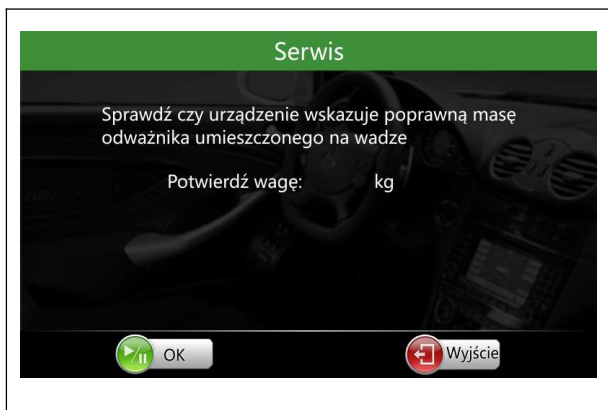 Serwis
Sprawdź czy urządzenie wskazuje poprawną masę
odważnika umieszczonego na wadze
Potwierdź wagę: kg
OK Wyjście